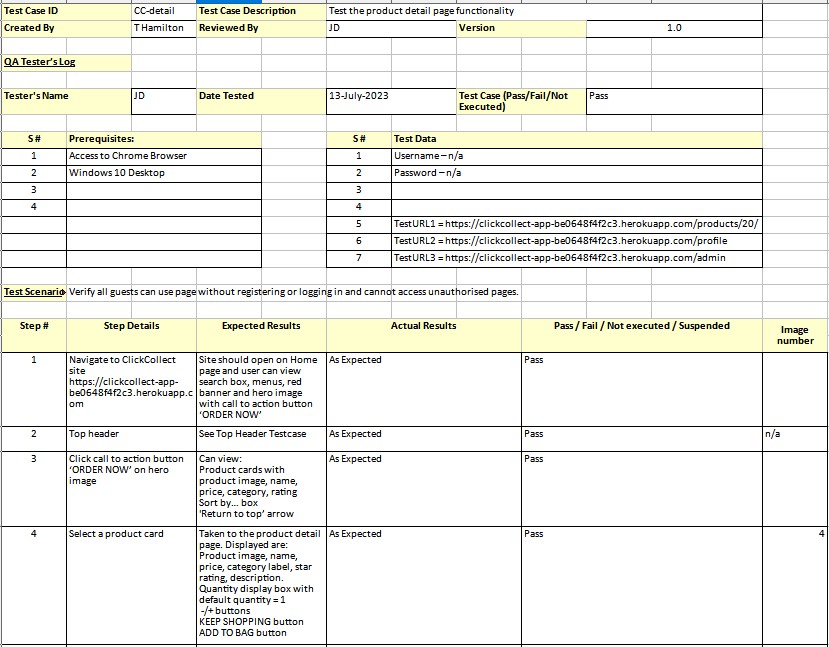 Test Case ID CC-detail Test Case Description Test the product detail page functionality
Created By T Hamilton Reviewed By JD Version 1.0
QA Tester's Log
Tester's Name JD Date Tested 13-July-2023 Test Case (Pass/Fail/Not
Executed) Pass
S # Prerequisites: S # Test Data
1 Access to Chrome Browser 1 Username – n/a
2 Windows 10 Desktop 2 Password – n/a
3 3
4 4
5 TestURL1 = https://clickcollect-app-be0648f4f2c3.herokuapp.com/products/20/
6 TestURL2 = https://clickcollect-app-be0648f4f2c3.herokuapp.com/profile
7 TestURL3 = https://clickcollect-app-be0648f4f2c3.herokuapp.com/admin
Test Scenario Verify all guests can use page without registering or logging in and cannot access unauthorised pages.
Step # Step Details Expected Results Actual Results Pass / Fail / Not executed / Suspended Image
number
1 Navigate to ClickCollect
site
https://clickcollect-app-
be0648f4f2c3.herokuapp.c
om
Site should open on Home
page and user can view
search box, menus, red
banner and hero image
with call to action button
‘ORDER NOW’
As Expected Pass
2 Top header See Top Header Testcase As Expected Pass n/a
3 Click call to action button
‘ORDER NOW’ on hero
image
Can view:
Product cards with
product image, name,
price, category, rating
Sort by... box
'Return to top’ arrow
As Expected Pass
4 Select a product card
Taken to the product detail
page. Displayed are:
Product image, name,
price, category label, star
rating, description.
Quantity display box with
default quantity = 1
-/+ buttons
KEEP SHOPPING button
ADD TO BAG button
As Expected Pass 4